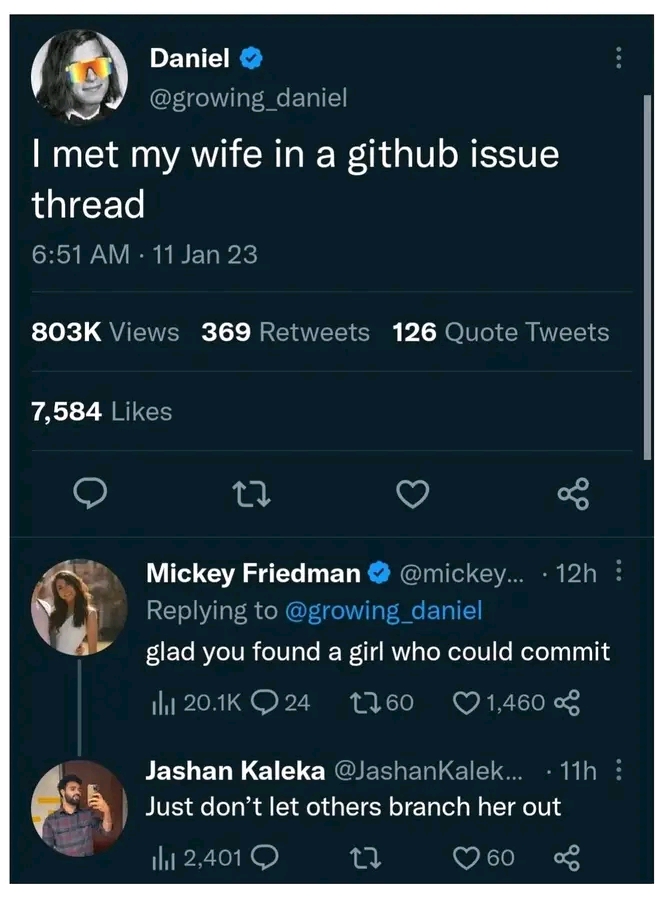 Daniel
@growing_daniel
I met my wife in a github issue
thread
6:51 AM · 11 Jan 23
803K Views 369 Retweets 126 Quote Tweets
7,584 Likes
Mickey Friedman @mickey... · 12h
Replying to @growing_daniel
glad you found a girl who could commit
20.1K 24 60 1,460
Jashan Kaleka @JashanKalek... · 11h
Just don’t let others branch her out
2,401 60